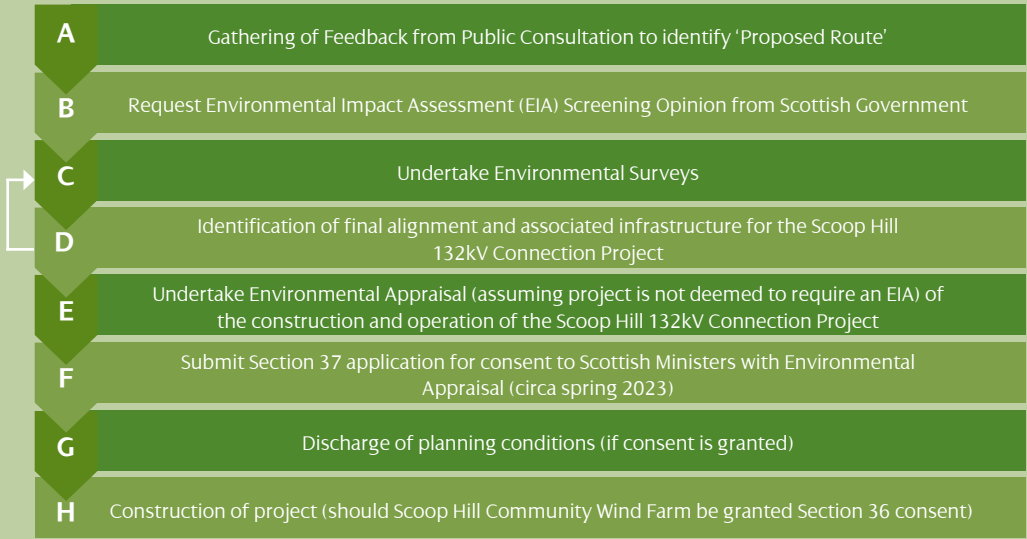 A
Gathering of Feedback from Public Consultation to identify ‘Proposed Route’
B
Request Environmental Impact Assessment (EIA) Screening Opinion from Scottish Government
C
Undertake Environmental Surveys
D
Identification of final alignment and associated infrastructure for the Scoop Hill
132kV Connection Project
E
Undertake Environmental Appraisal (assuming project is not deemed to require an EIA) of
the construction and operation of the Scoop Hill 132kV Connection Project
F
Submit Section 37 application for consent to Scottish Ministers with Environmental
Appraisal (circa spring 2023)
G
Discharge of planning conditions (if consent is granted)
H
Construction of project (should Scoop Hill Community Wind Farm be granted Section 36 consent)